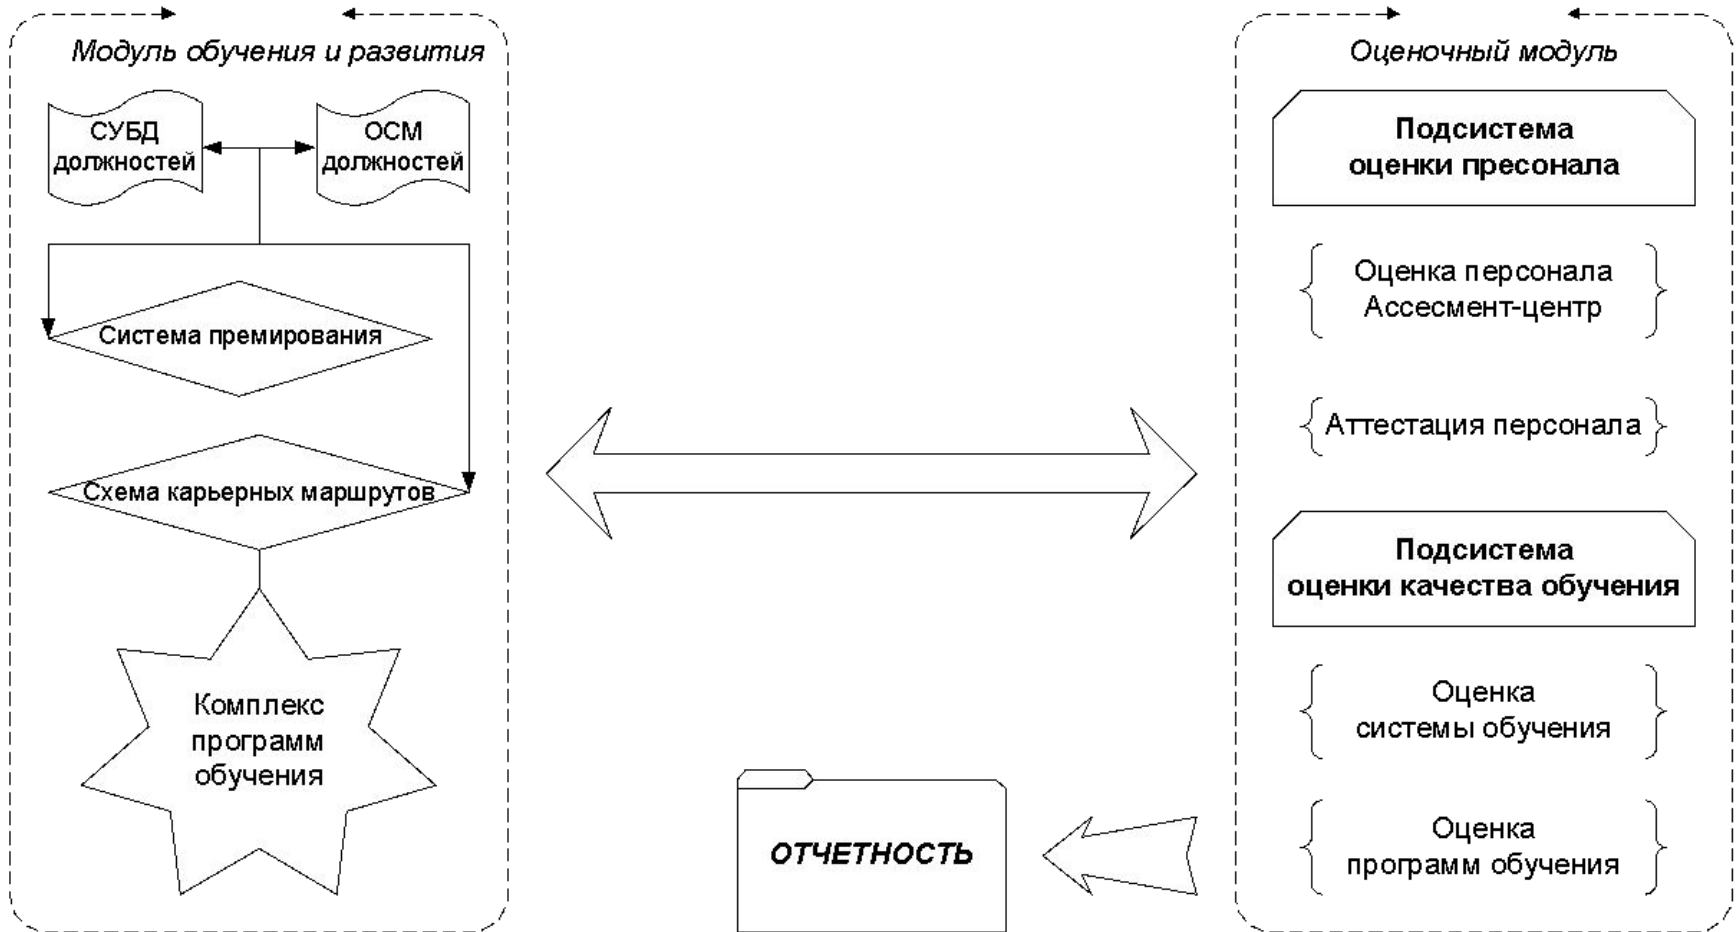 Модуль обучения и развития
СУБД
должностей
ОСМ
должностей
Система премирования
Схема карьерных маршрутов
Комплекс
программ
обучения
ОТЧЕТНОСТЬ
Оценочный модуль
Подсистема
оценки пресонала
Оценка персонала
Ассесмент-центр
Аттестация персонала
Подсистема
оценки качества обучения
Оценка
системы обучения
Оценка
программ обучения